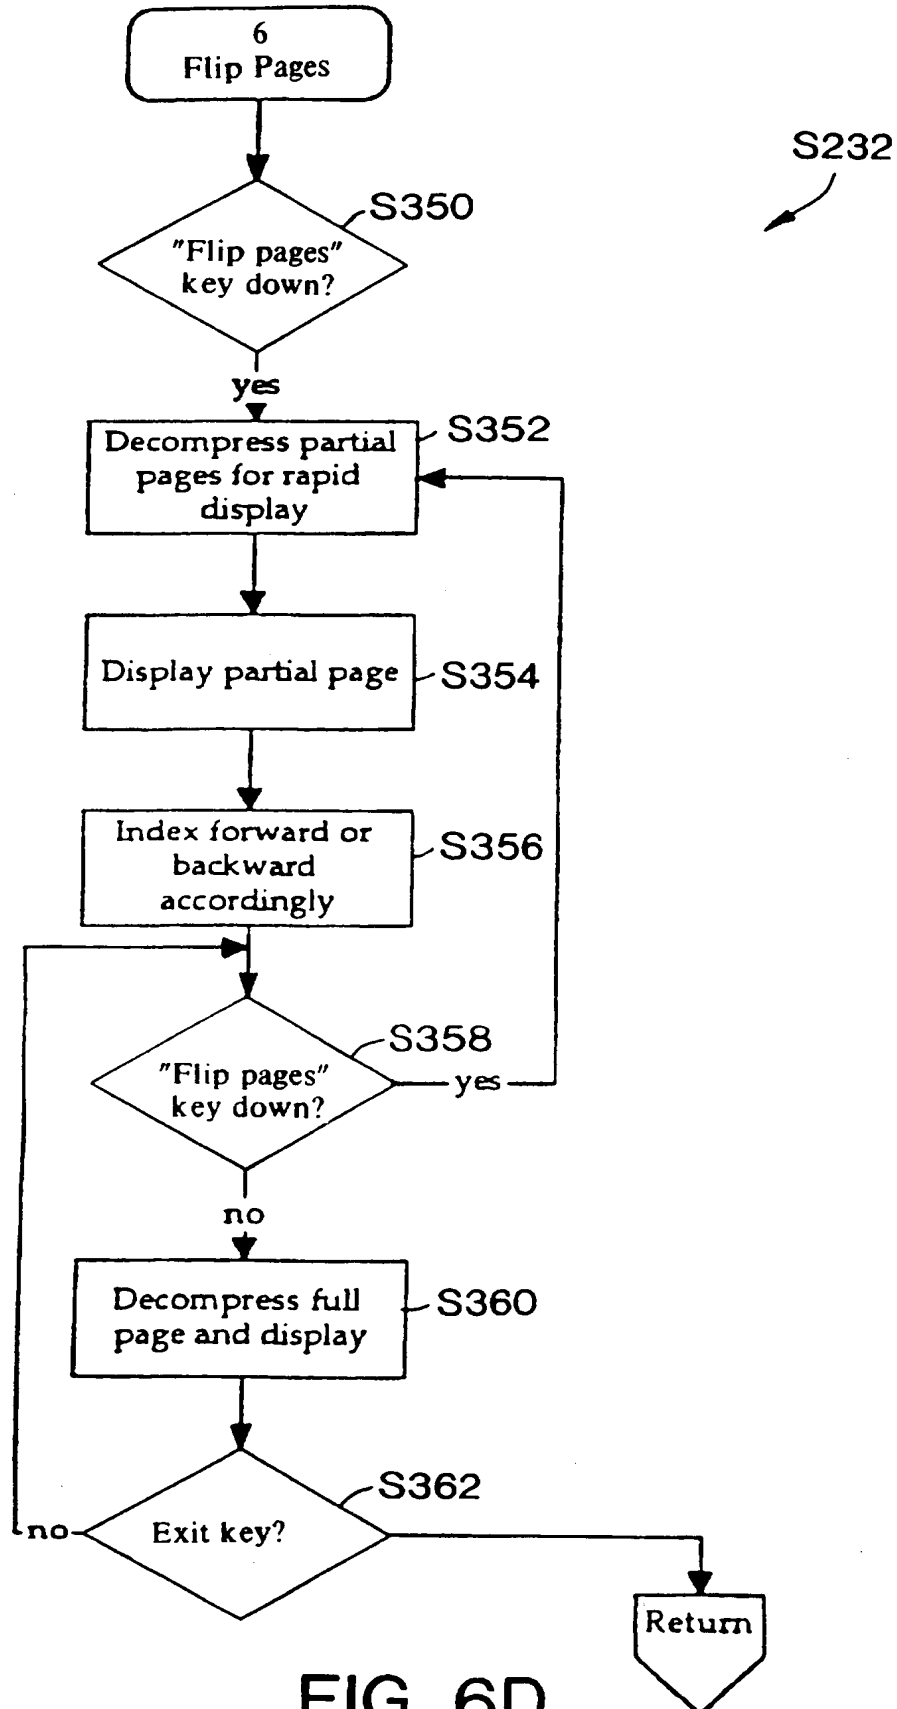 6
Flip Pages
S232
S350
"Flip pages"
key down?
yes
S352
Decompress partial
pages for rapid
display
Display partial page
S354
Index forward or
backward
accordingly
S356
S358
"Flip pages"
key down?
yes
no
Decompress full
page and display
S360
S362
Exit key?
no
Return
FIG. 6D